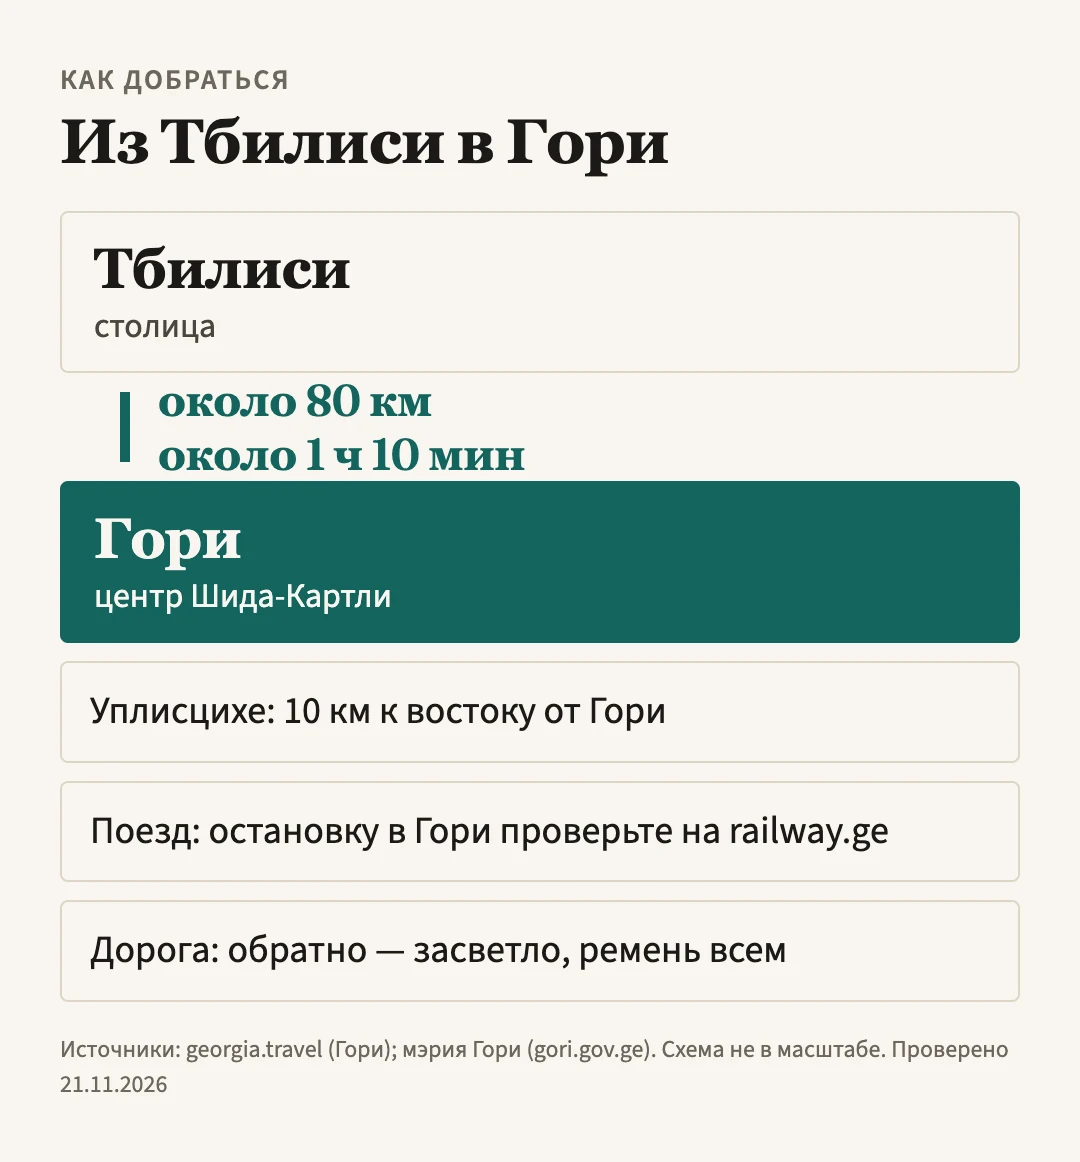 КАК ДОБРАТЬСЯ
Из Тбилиси в Гори
Тбилиси
столица
около 80 км
около 1 ч 10 мин
Гори
центр Шида-Картли
Уплисцихе: 10 км к востоку от Гори
Поезд: остановку в Гори проверьте на railway.ge
Дорога: обратно — засветло, ремень всем
Источники: georgia.travel (Гори); мэрия Гори (gori.gov.ge). Схема не в масштабе. Проверено
21.11.2026